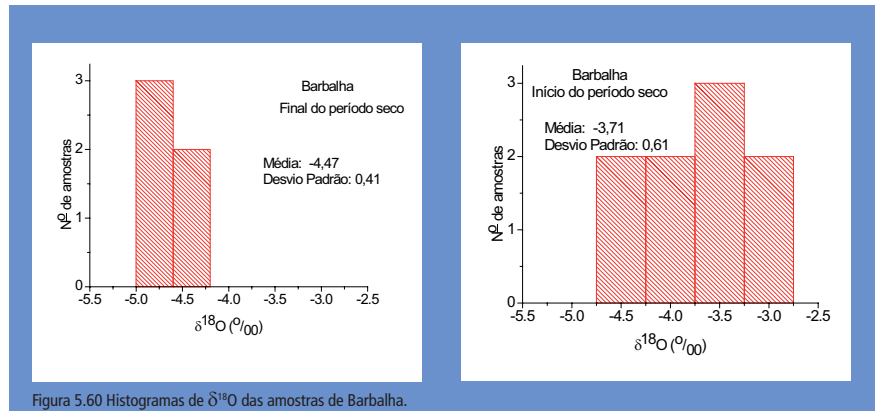 3
2
1
0
Nº de amostras
Barbalha
Final do período seco
Média: -4,47
Desvio Padrão: 0,41
-5.5 -5.0 -4.5 -4.0 -3.5 -3.0 -2.5
δ¹⁸O (⁰/₀₀)
3
2
1
0
Nº de amostras
Barbalha
Início do período seco
Média: -3,71
Desvio Padrão: 0,61
-5.5 -5.0 -4.5 -4.0 -3.5 -3.0 -2.5
δ¹⁸O (⁰/₀₀)
Figura 5.60 Histogramas de δ¹⁸O das amostras de Barbalha.